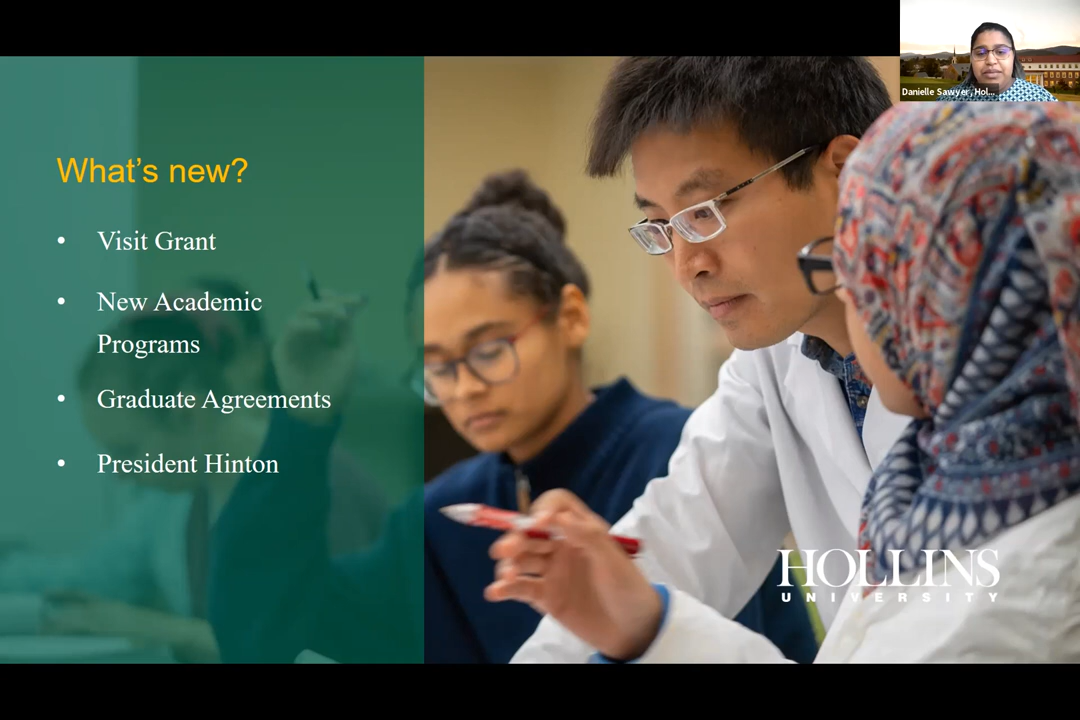 Danielle Sawyer, Hol...
What's new?
• Visit Grant
• New Academic
Programs
• Graduate Agreements
• President Hinton
HOLLINS
UNIVERSITY